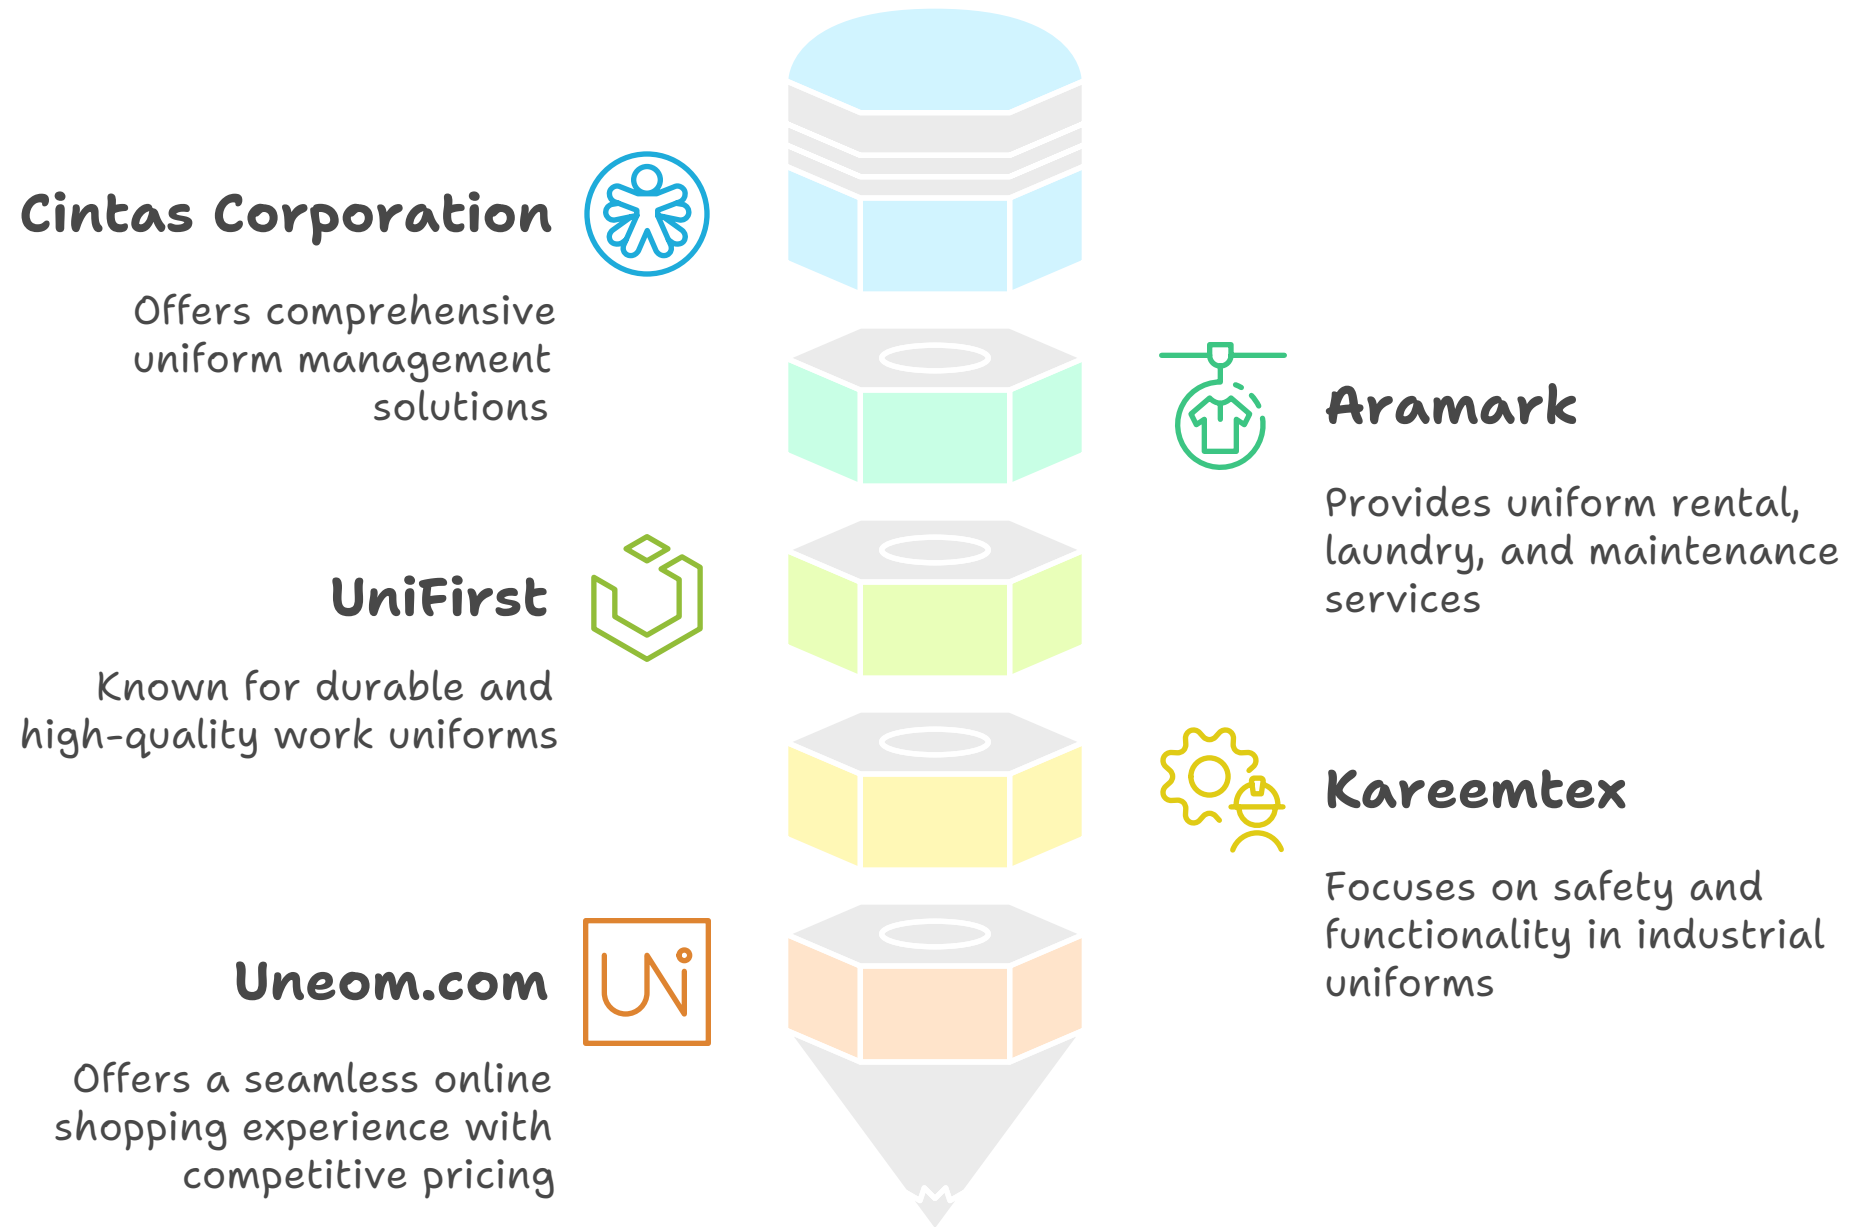 Cintas Corporation
Offers comprehensive
uniform management
solutions
Aramark
Provides uniform rental,
laundry, and maintenance
services
UniFirst
Known for durable and
high-quality work uniforms
Kareemtex
Focuses on safety and
functionality in industrial
uniforms
UNi
Uneom.com
Offers a seamless online
shopping experience with
competitive pricing